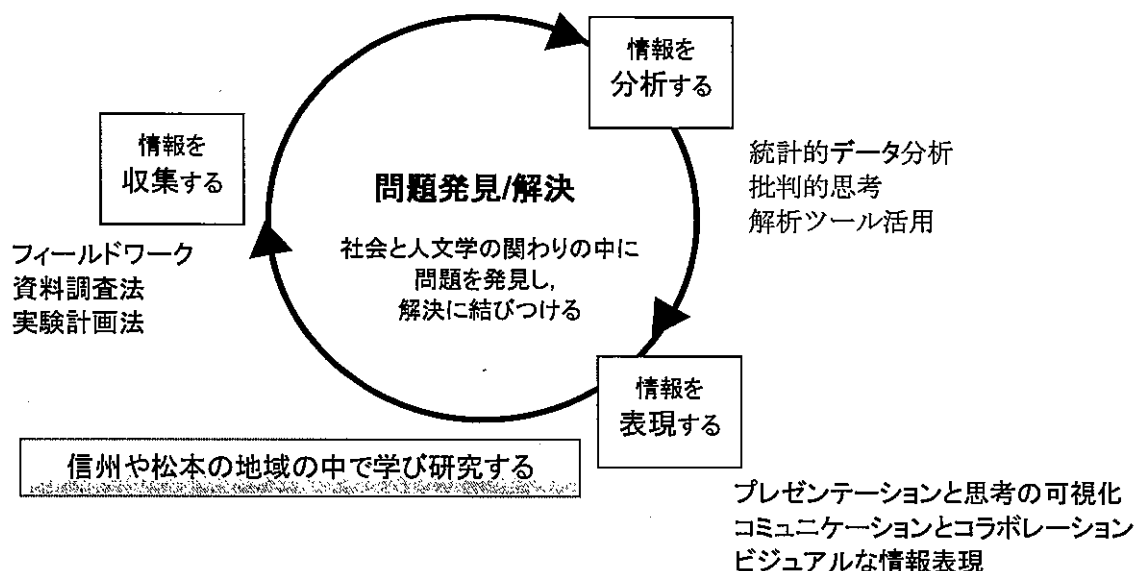 情報を
分析する
情報を
収集する
統計的データ分析
批判的思考
解析ツール活用
問題発見/解決
社会と人文学の関わりの中に
問題を発見し,
解決に結びつける
フィールドワーク
資料調査法
実験計画法
情報を
表現する
信州や松本の地域の中で学び研究する
プレゼンテーションと思考の可視化
コミュニケーションとコラボレーション
ビジュアルな情報表現